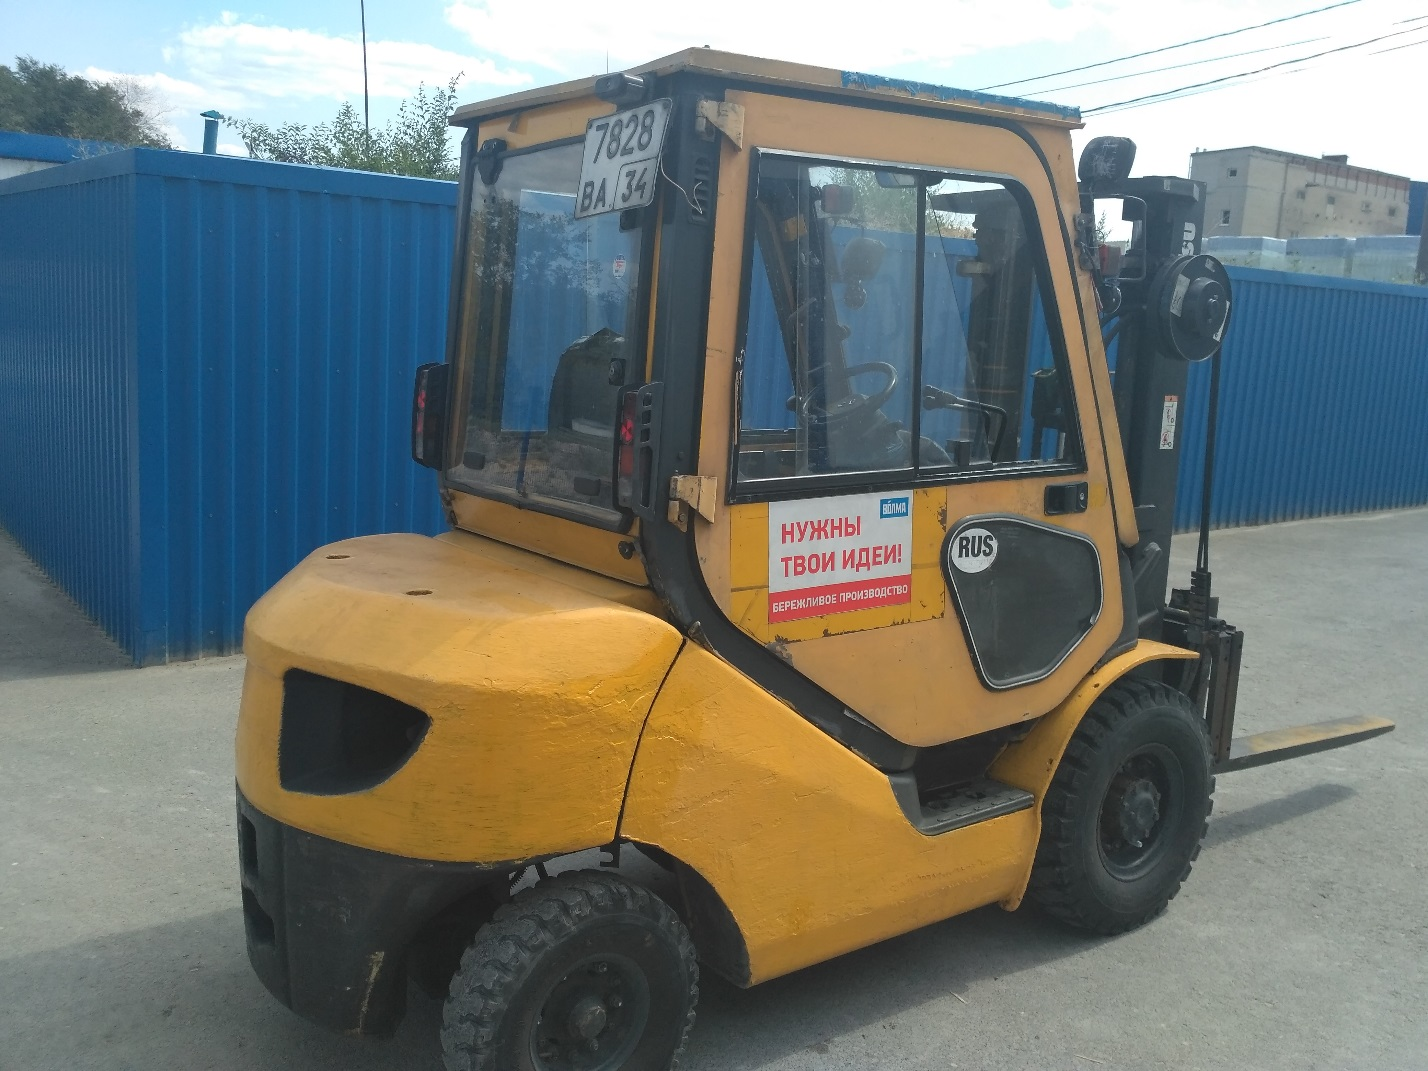 7828
ВА 34
ВОЛМА
НУЖНЫ
ТВОИ ИДЕИ!
БЕРЕЖЛИВОЕ ПРОИЗВОДСТВО
RUS